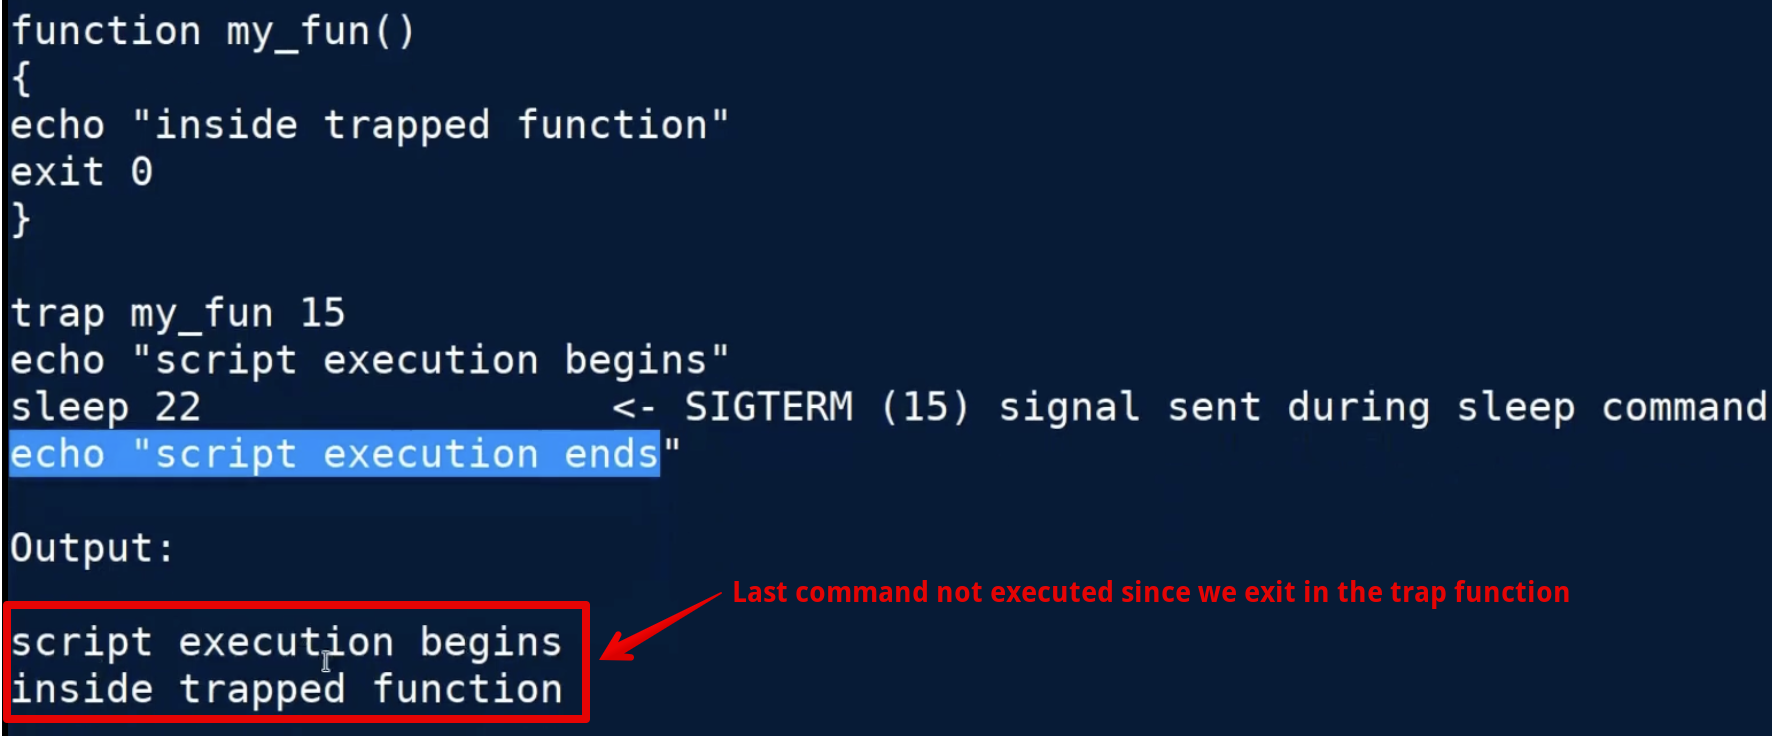 function my_fun()
{
echo "inside trapped function"
exit 0
}
trap my_fun 15
echo "script execution begins"
sleep 22 <- SIGTERM (15) signal sent during sleep command
echo "script execution ends"
Output:
Last command not executed since we exit in the trap function
script execution begins
inside trapped function